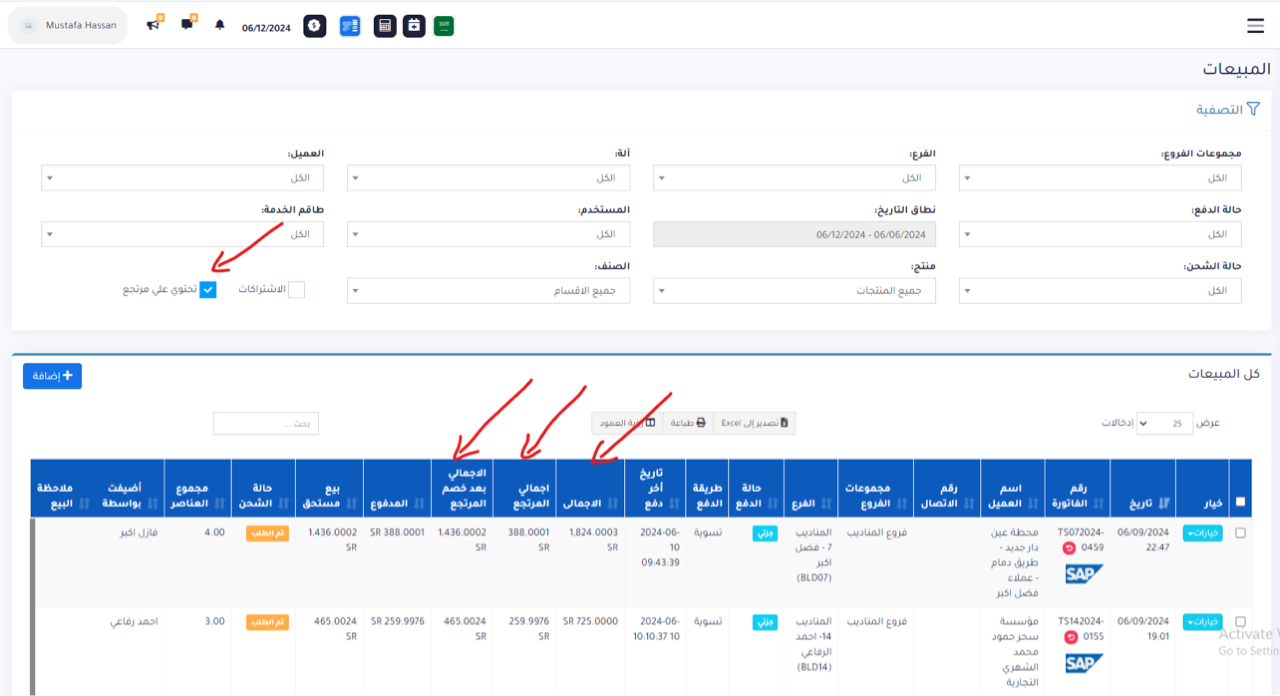 Mustafa Hassan
06/12/2024
المبيعات
التصفية
مجموعات الفروع:
الفرع:
آلة:
العميل:
الكل
الكل
الكل
الكل
حالة الدفع:
نطاق التاريخ:
المستخدم:
طاقم الخدمة:
الكل
06/06/2024 - 06/12/2024
الكل
الكل
حالة الشحن:
منتج:
الصنف:
الكل
جميع المنتجات
جميع الاقسام
الاشتراكات
تحتوي علي مرتجع
كل المبيعات
إضافة
عرض 25 إدخالات
تصدير إلى Excel
طباعة
رؤية العمود
بحث ...
خيار
تاريخ
رقم الفاتورة
اسم العميل
رقم الاتصال
مجموعات الفروع
الفرع
حالة الدفع
طريقة الدفع
تاريخ أخر دفع
الاجمالى
اجمالي المرتجع
الاجمالي بعد خصم المرتجع
المدفوع
بيع مستحق
حالة الشحن
مجموع العناصر
أضيفت بواسطة
ملاحظة البيع
خيارات
06/09/2024
22:47
TS072024-
0459
SAP
محطة عين
دار جديد -
طريق دمام
- عملاء
فضل اكبر
فروع المناديب
المناديب
7 - فضل
اكبر
(BLD07)
جزئي
تسوية
2024-06-
10
09:43:39
1,824.0003
SR
388.0001
SR
1,436.0002
SR
SR 388.0001
1,436.0002
SR
تم الطلب
4.00
فازل اكبر
خيارات
06/09/2024
19:01
TS142024-
0155
SAP
مؤسسة
سحر حمود
محمد
الشهري
التجارية
فروع المناديب
المناديب
14- احمد
الرفاعي
(BLD14)
جزئي
تسوية
2024-06-
10 10:10:37
SR 725.0000
259.9976
SR
465.0024
SR
SR 259.9976
465.0024
SR
تم الطلب
3.00
احمد رفاعي
Activate
Go to Settin